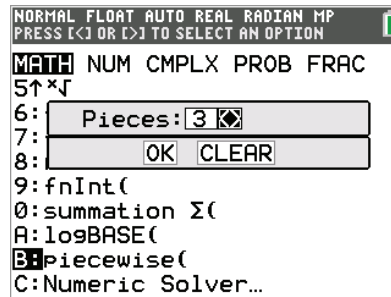 NORMAL FLOAT AUTO REAL RADIAN MP
PRESS [<] OR [>] TO SELECT AN OPTION
MATH NUM CMPLX PROB FRAC
5↑ˣ√
6:
Pieces: 3
7:
8:
OK CLEAR
9:fnInt(
0:summation Σ(
A:logBASE(
B:piecewise(
C:Numeric Solver…